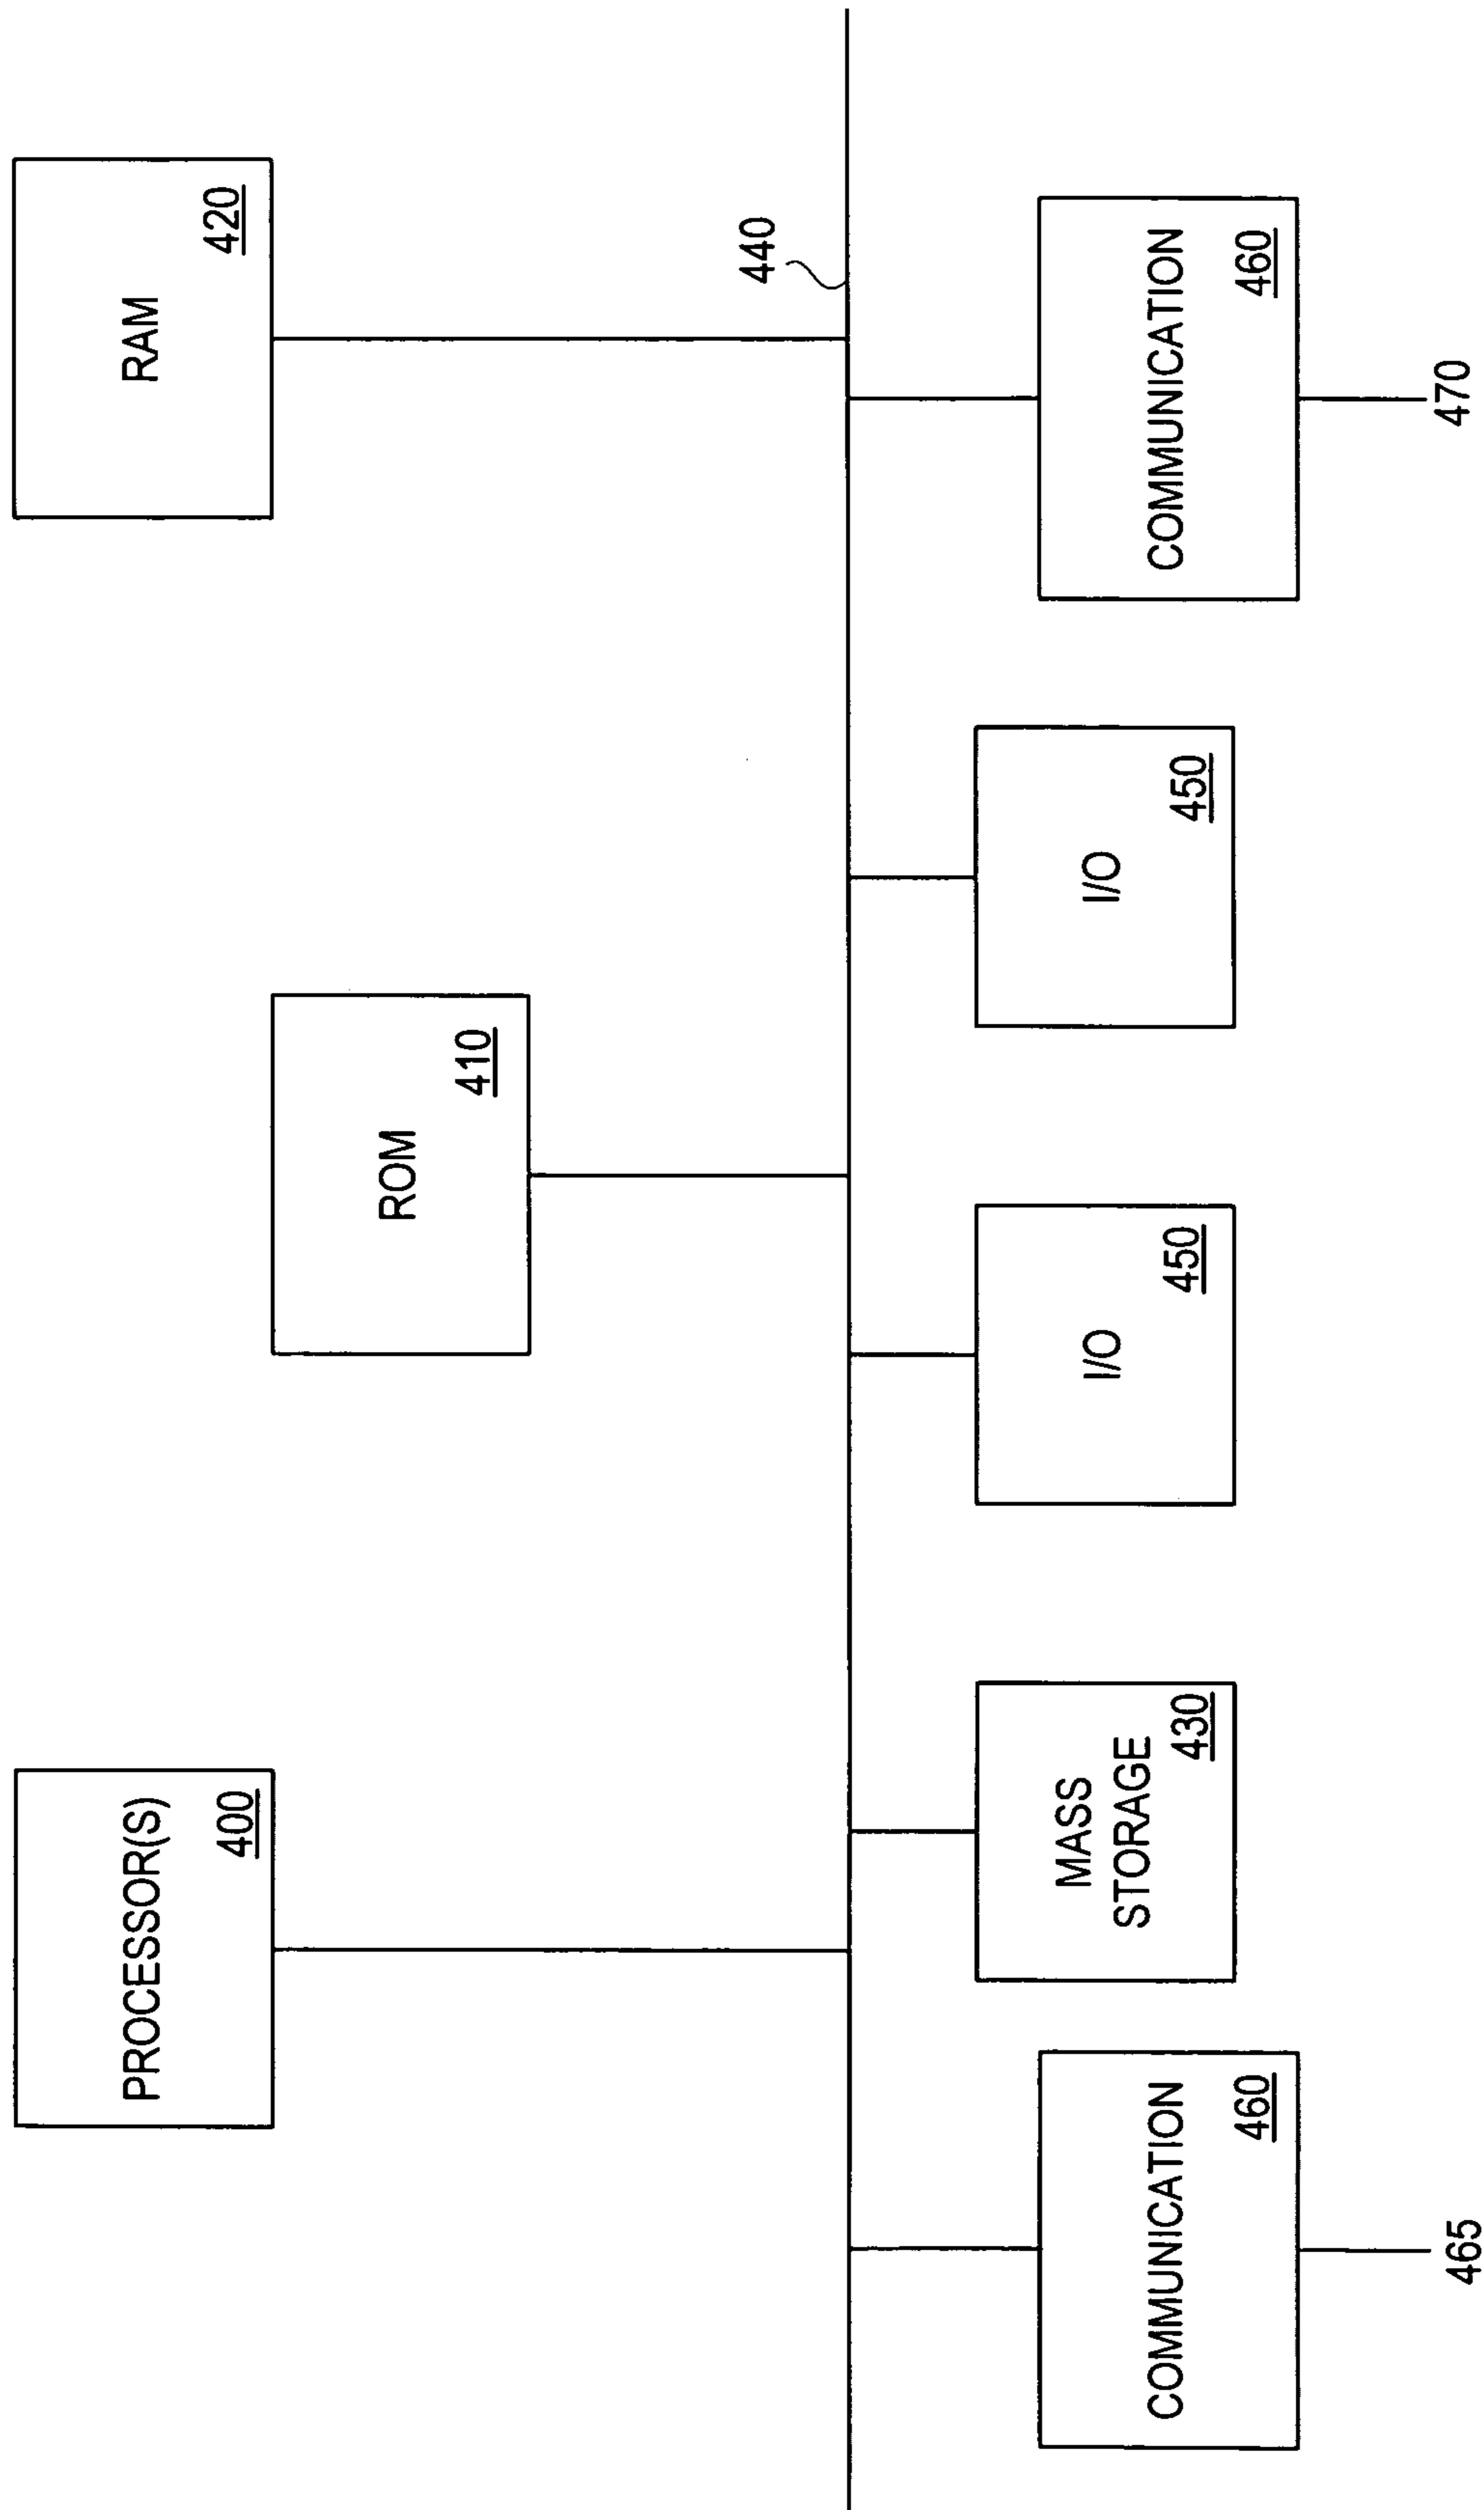 PROCESSOR(S)
400
ROM
410
RAM
420
440
COMMUNICATION
460
465
MASS
STORAGE
430
I/O
450
I/O
450
COMMUNICATION
460
470